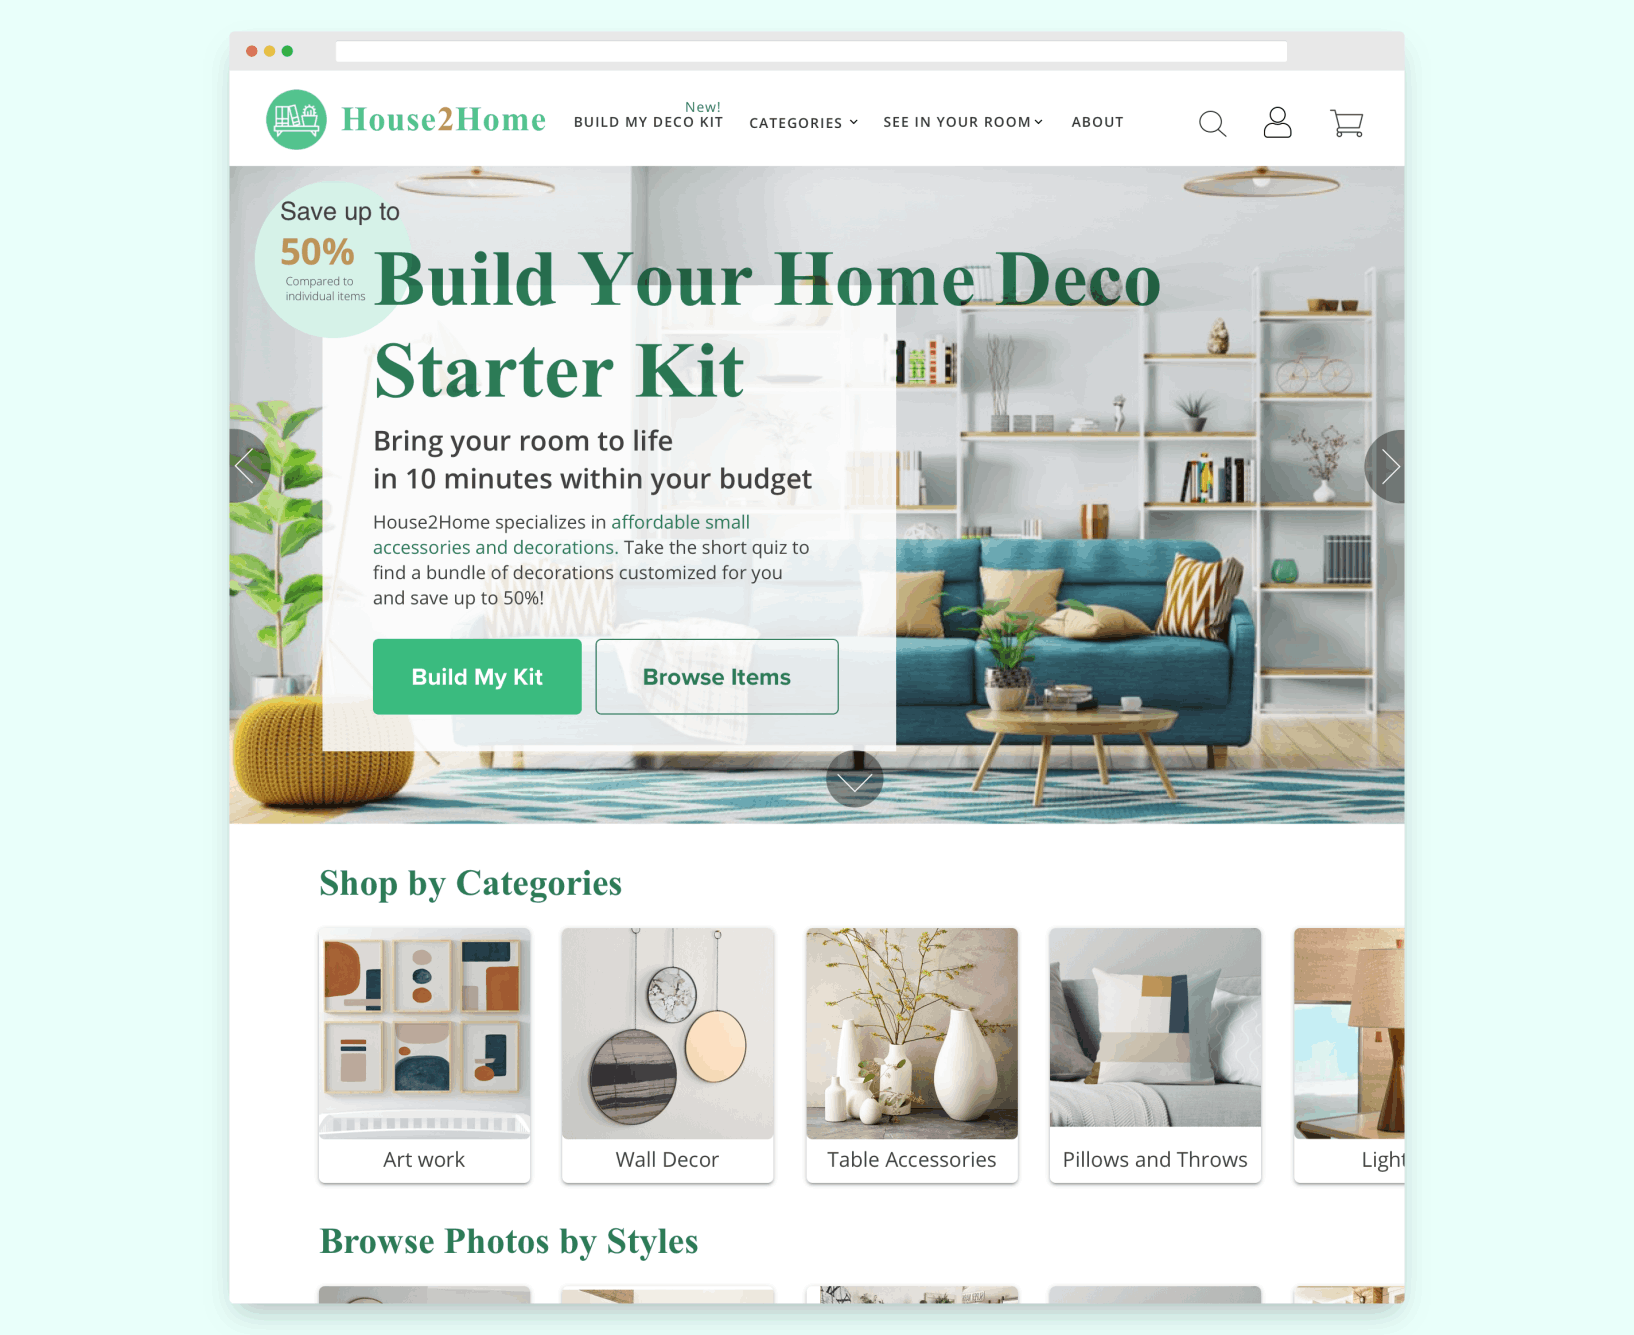 House2Home
New!
BUILD MY DECO KIT
CATEGORIES
SEE IN YOUR ROOM
ABOUT
Save up to
50%
Compared to
individual items
Build Your Home Deco
Starter Kit
Bring your room to life
in 10 minutes within your budget
House2Home specializes in affordable small
accessories and decorations. Take the short quiz to
find a bundle of decorations customized for you
and save up to 50%!
Build My Kit
Browse Items
Shop by Categories
Art work
Wall Decor
Table Accessories
Pillows and Throws
Light
Browse Photos by Styles